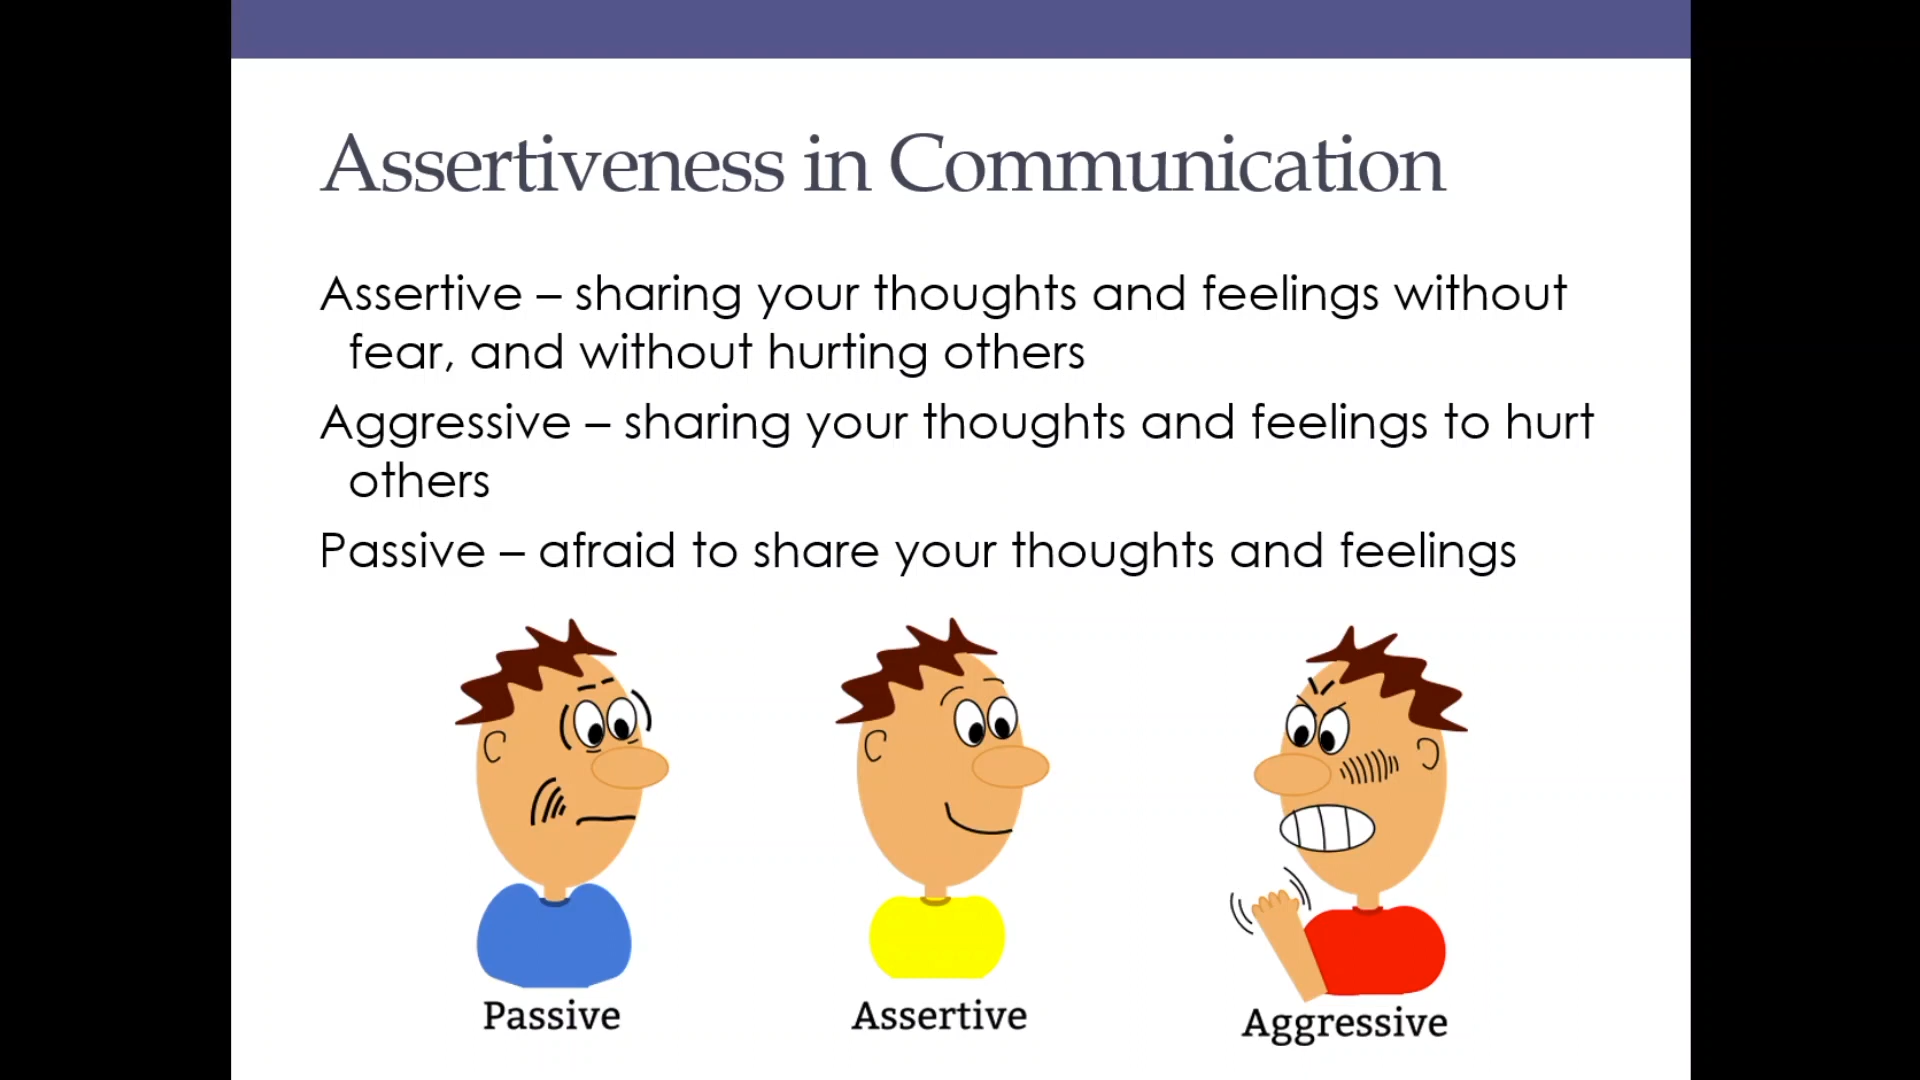 Assertiveness in Communication
Assertive – sharing your thoughts and feelings without
fear, and without hurting others
Aggressive – sharing your thoughts and feelings to hurt
others
Passive – afraid to share your thoughts and feelings
Passive
Assertive
Aggressive